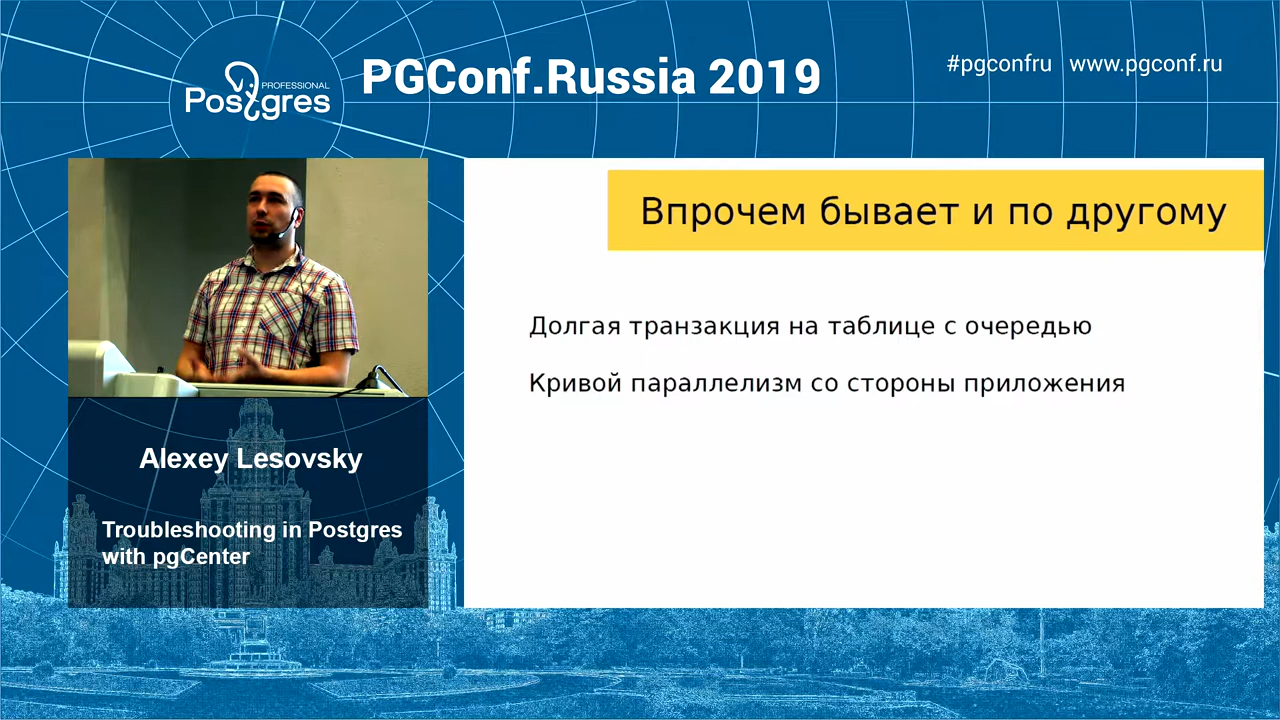 PROFESSIONAL
Postgres
PGConf.Russia 2019
#pgconfru www.pgconf.ru
Впрочем бывает и по другому
Долгая транзакция на таблице с очередью
Кривой параллелизм со стороны приложения
Alexey Lesovsky
Troubleshooting in Postgres
with pgCenter